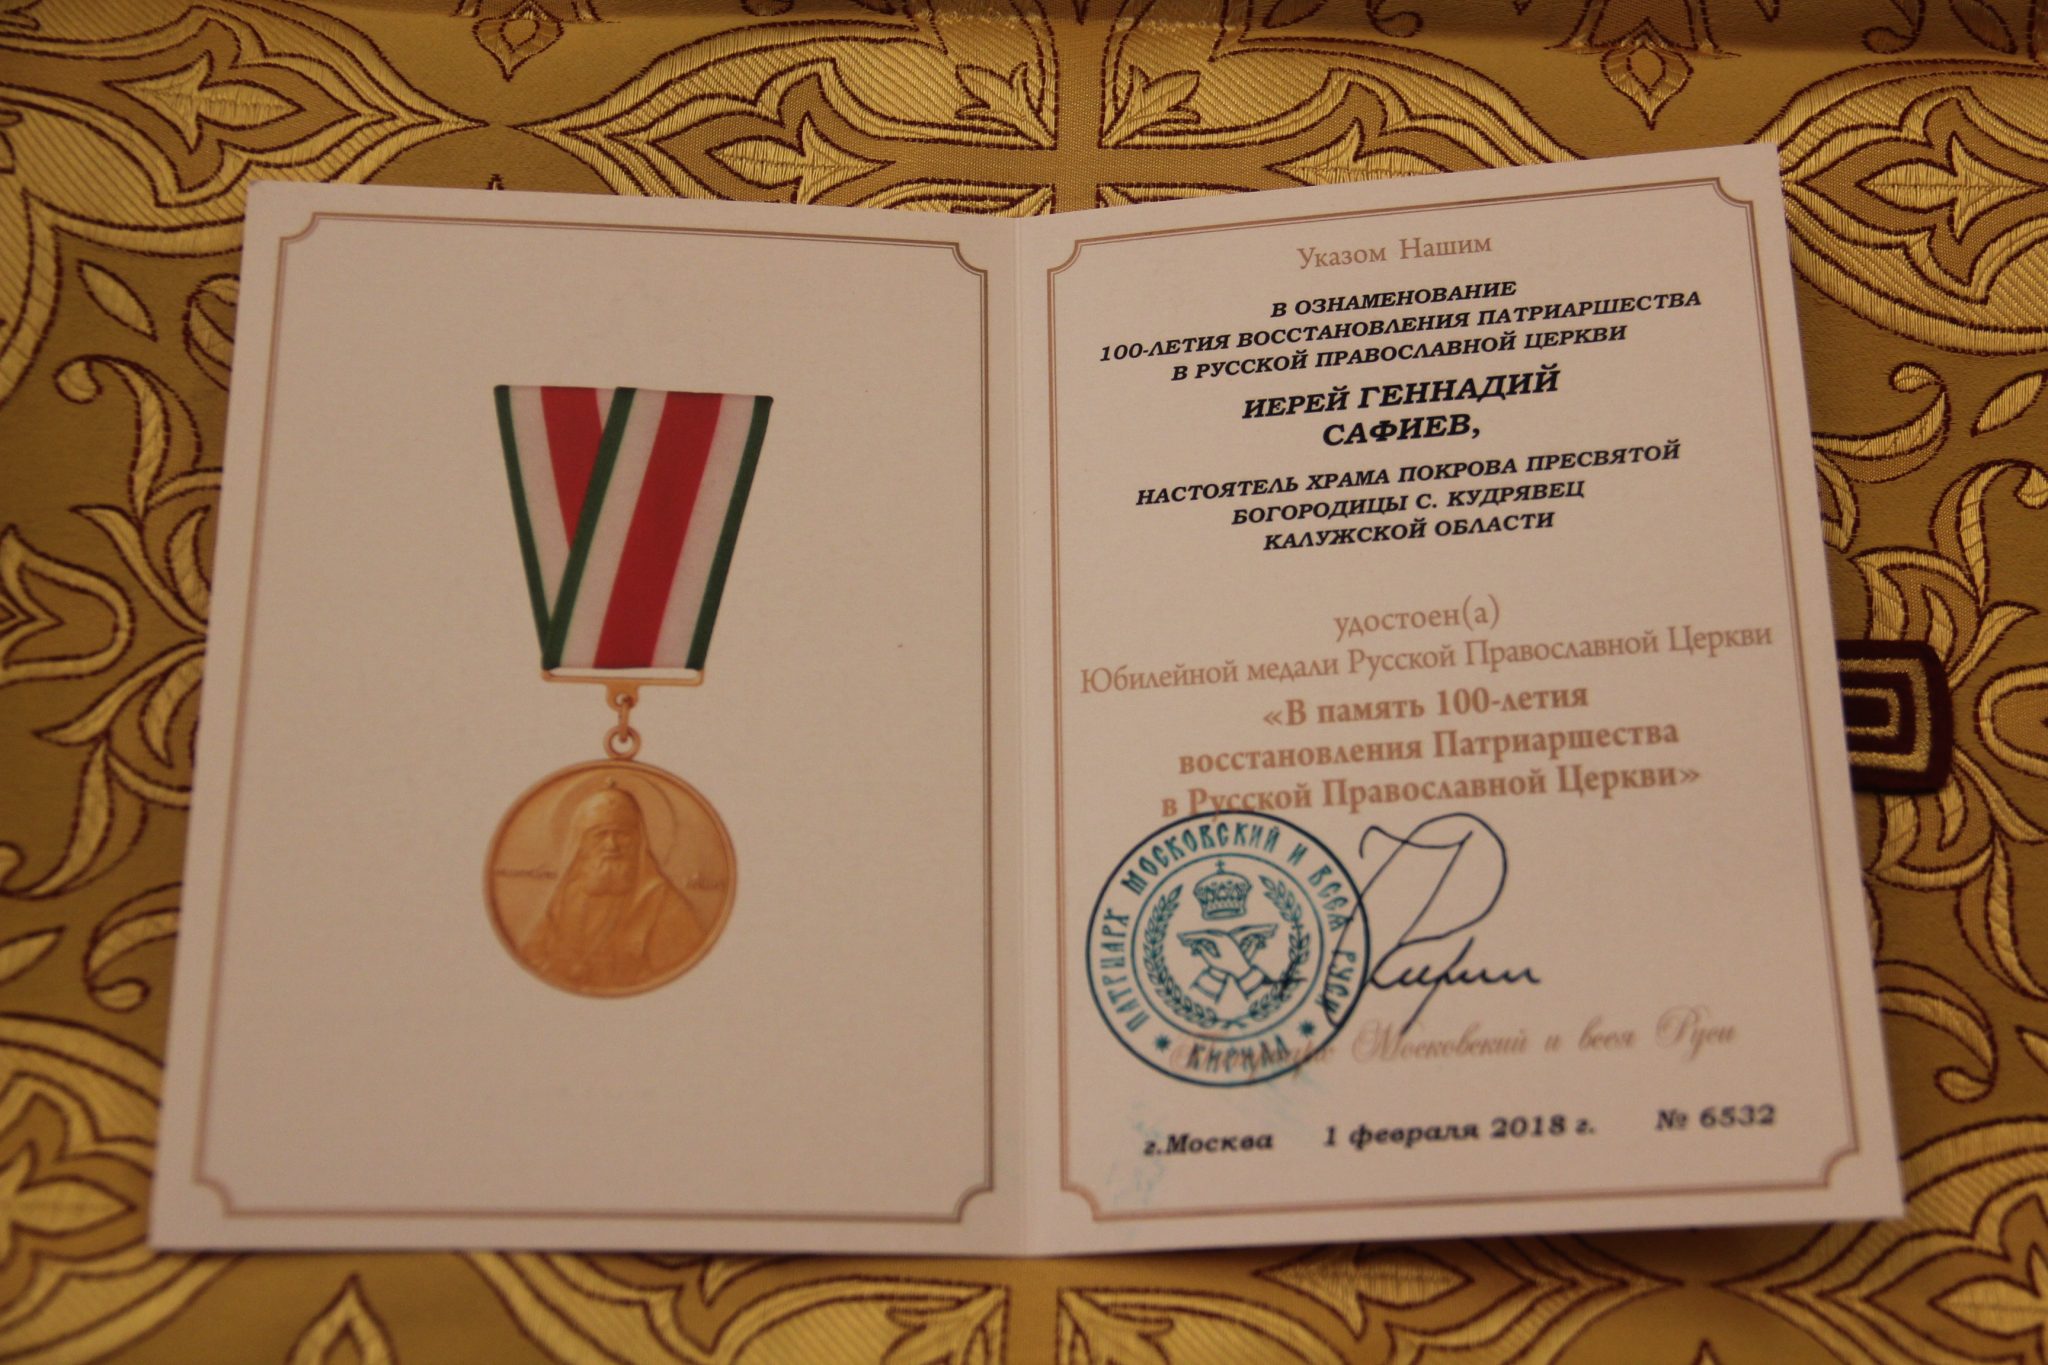 Указом Нашим
В ОЗНАМЕНОВАНИЕ
100-ЛЕТИЯ ВОССТАНОВЛЕНИЯ ПАТРИАРШЕСТВА
В РУССКОЙ ПРАВОСЛАВНОЙ ЦЕРКВИ
ИЕРЕЙ ГЕННАДИЙ
САФИЕВ,
НАСТОЯТЕЛЬ ХРАМА ПОКРОВА ПРЕСВЯТОЙ
БОГОРОДИЦЫ С. КУДРЯВЕЦ
КАЛУЖСКОЙ ОБЛАСТИ
удостоен(а)
Юбилейной медали Русской Православной Церкви
«В память 100-летия
восстановления Патриаршества
в Русской Православной Церкви»
ПАТРИАРХ МОСКОВСКИЙ И ВСЕЯ РУСИ
КИРИЛЛ
Патриарх Московский и всея Руси
г.Москва 1 февраля 2018 г. № 6532